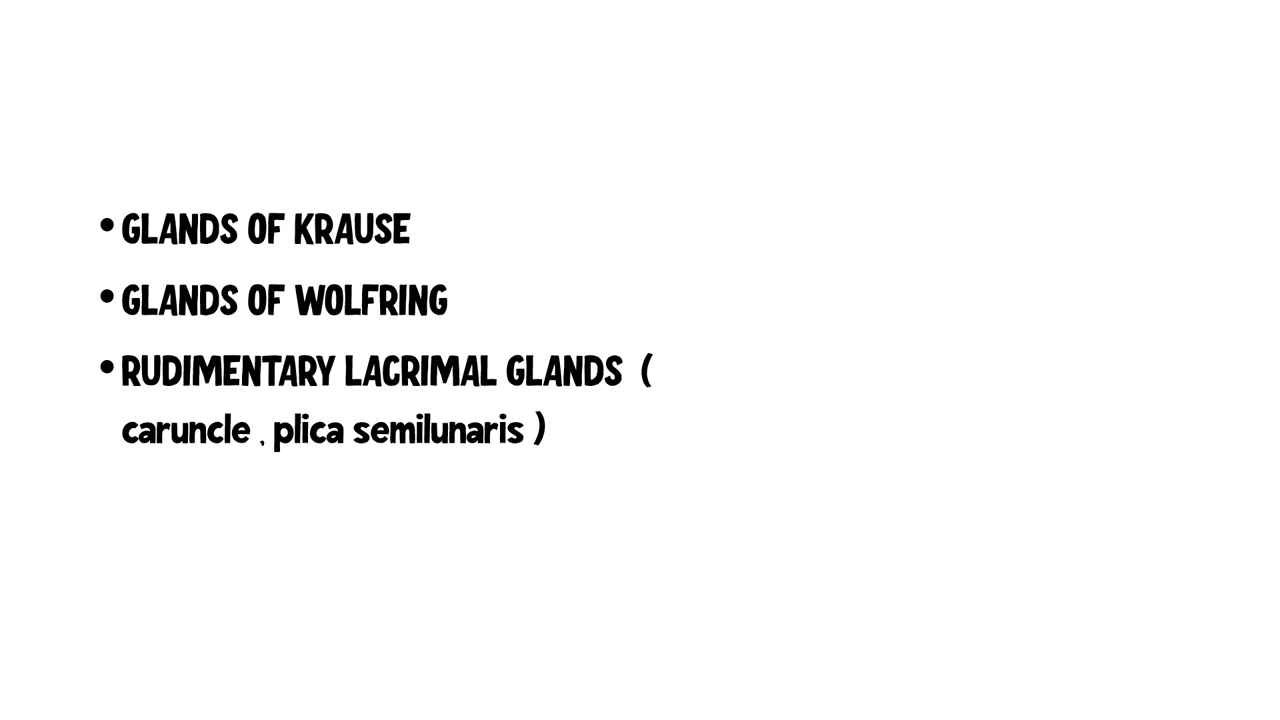 • GLANDS OF KRAUSE
• GLANDS OF WOLFRING
• RUDIMENTARY LACRIMAL GLANDS (
caruncle , plica semilunaris )